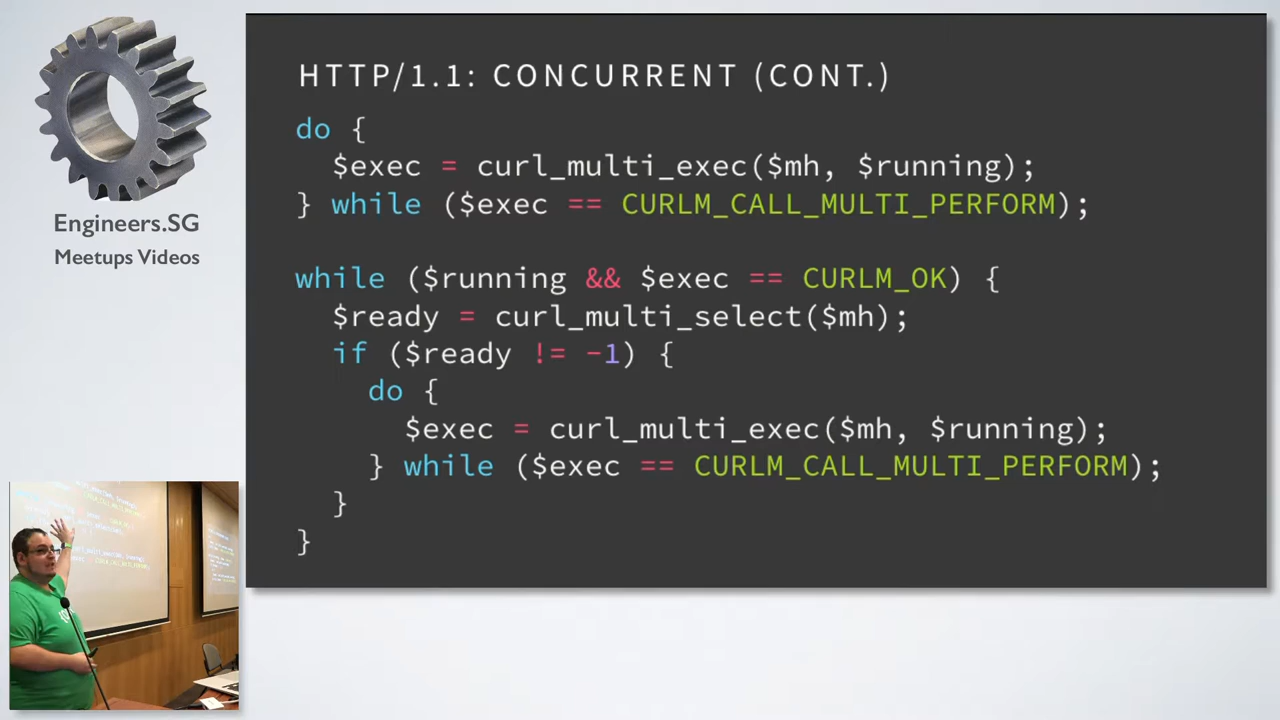 Engineers.SG
Meetups Videos
HTTP/1.1: CONCURRENT (CONT.)
do {
$exec = curl_multi_exec($mh, $running);
} while ($exec == CURLM_CALL_MULTI_PERFORM);
while ($running && $exec == CURLM_OK) {
$ready = curl_multi_select($mh);
if ($ready != -1) {
do {
$exec = curl_multi_exec($mh, $running);
} while ($exec == CURLM_CALL_MULTI_PERFORM);
}
}